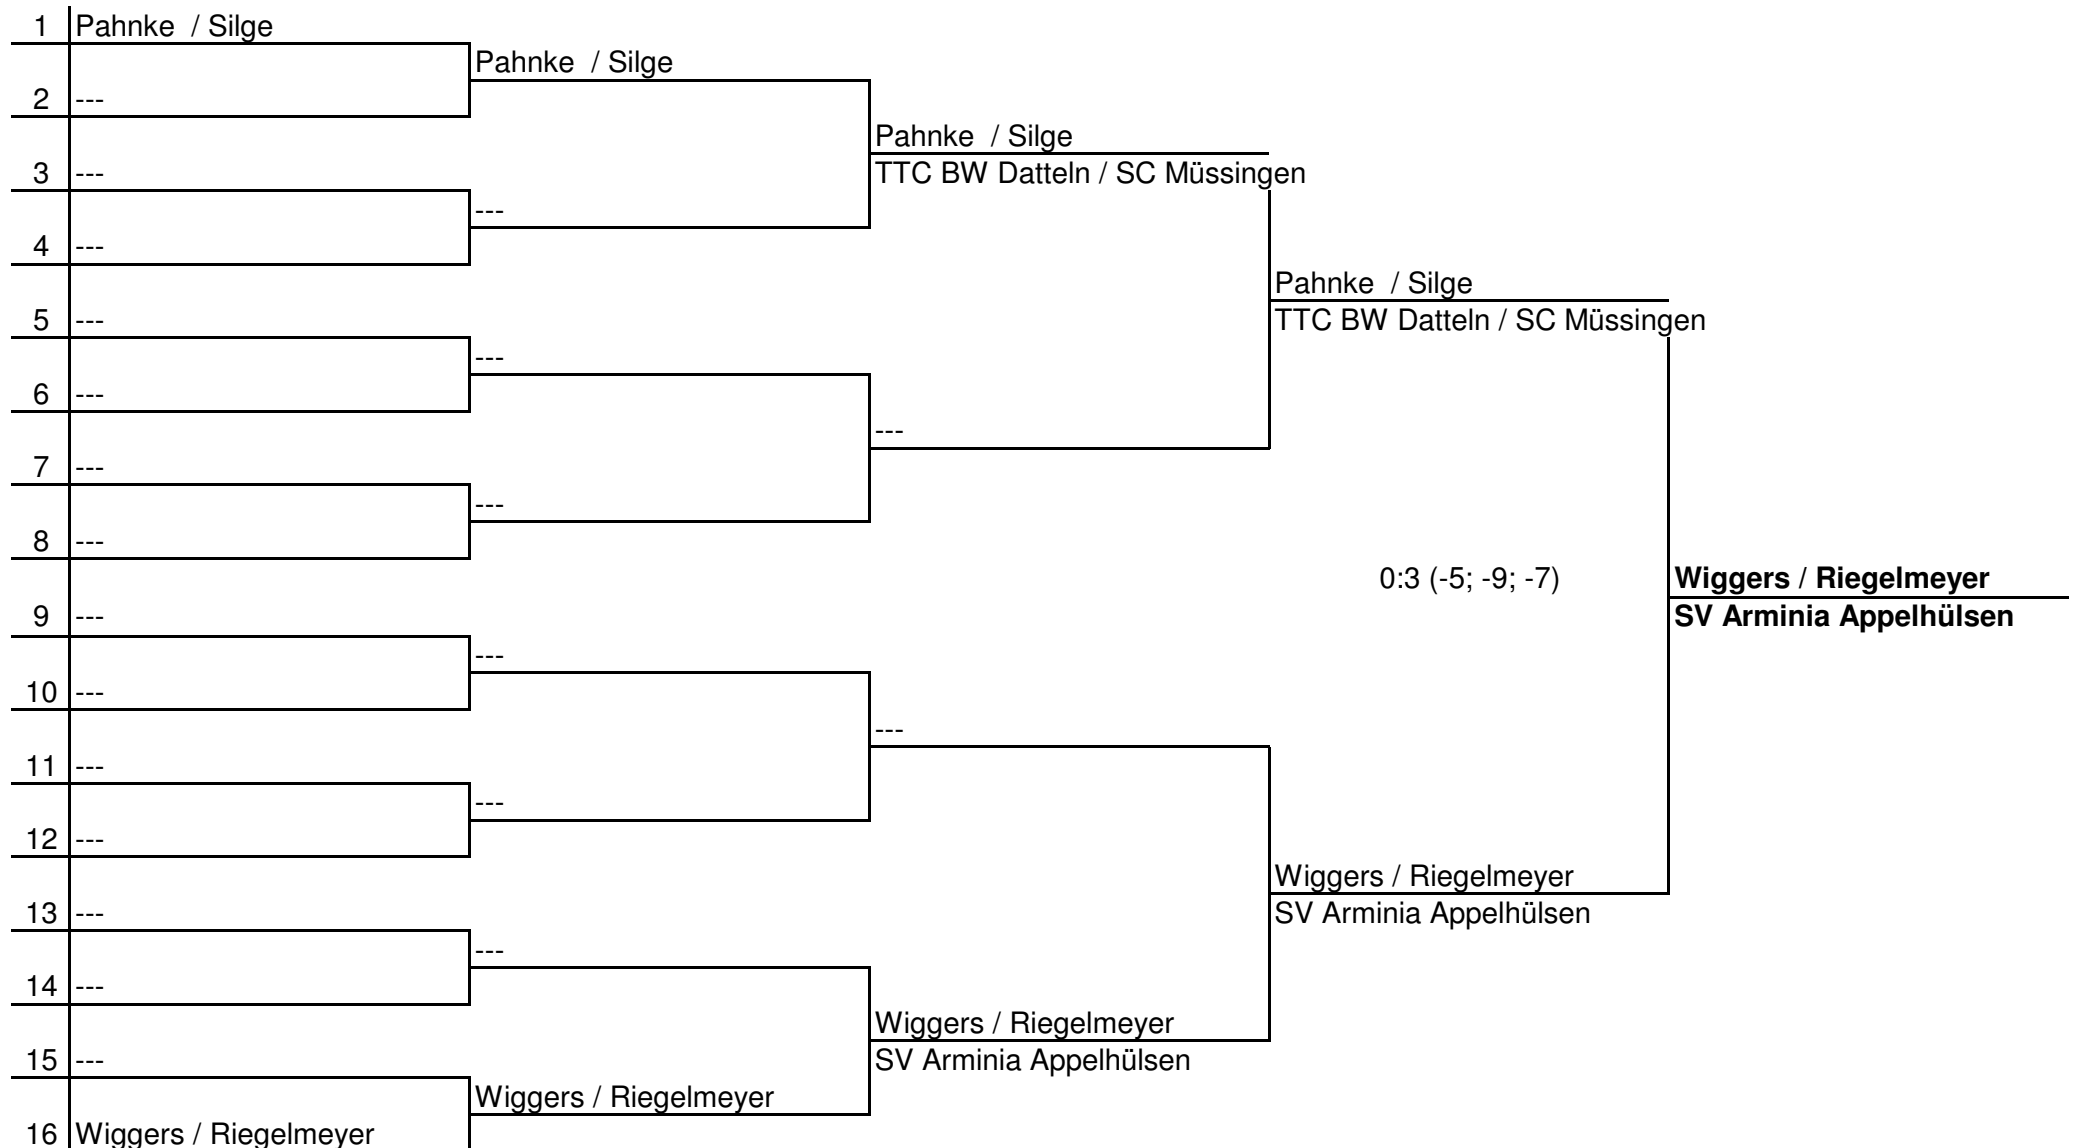 1 Pahnke / Silge
Pahnke / Silge
2 ---
Pahnke / Silge
3 ---
TTC BW Datteln / SC Müssingen
---
4 ---
Pahnke / Silge
5 ---
TTC BW Datteln / SC Müssingen
---
6 ---
---
7 ---
---
8 ---
0:3 (-5; -9; -7)
Wiggers / Riegelmeyer
9 ---
SV Arminia Appelhülsen
---
10 ---
---
11 ---
---
12 ---
Wiggers / Riegelmeyer
13 ---
SV Arminia Appelhülsen
---
14 ---
Wiggers / Riegelmeyer
15 ---
SV Arminia Appelhülsen
Wiggers / Riegelmeyer
16 Wiggers / Riegelmeyer